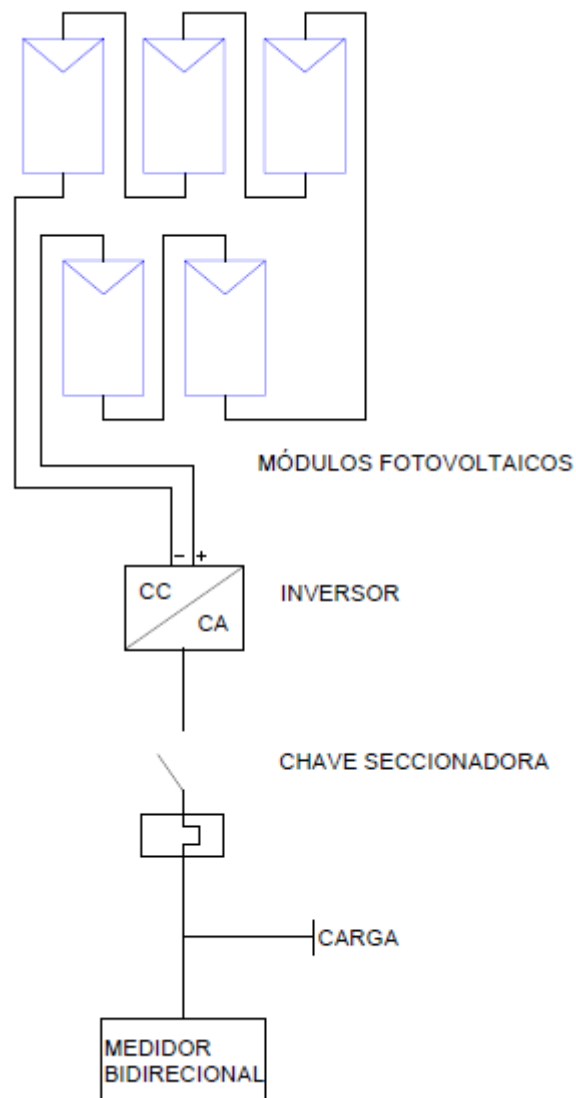 MÓDULOS FOTOVOLTAICOS
− +
CC
CA
INVERSOR
CHAVE SECCIONADORA
CARGA
MEDIDOR
BIDIRECIONAL